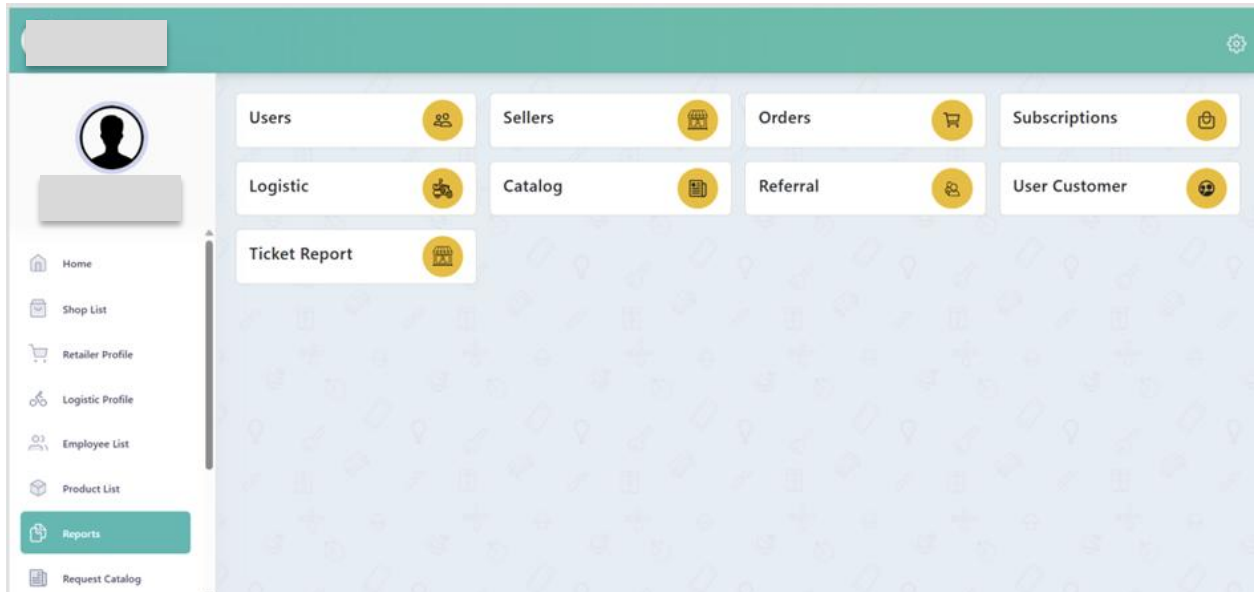 Home
Shop List
Retailer Profile
Logistic Profile
Employee List
Product List
Reports
Request Catalog
Users
Sellers
Orders
Subscriptions
Logistic
Catalog
Referral
User Customer
Ticket Report